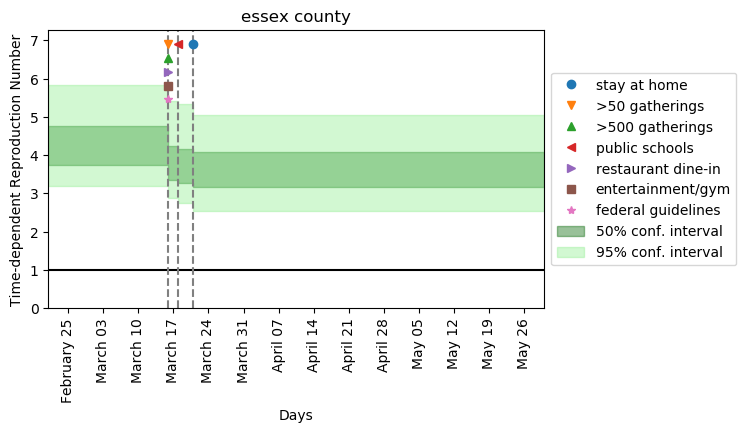 essex county
Time-dependent Reproduction Number
7
6
5
4
3
2
1
0
February 25
March 03
March 10
March 17
March 24
March 31
April 07
April 14
April 21
April 28
May 05
May 12
May 19
May 26
Days
stay at home
>50 gatherings
>500 gatherings
public schools
restaurant dine-in
entertainment/gym
federal guidelines
50% conf. interval
95% conf. interval